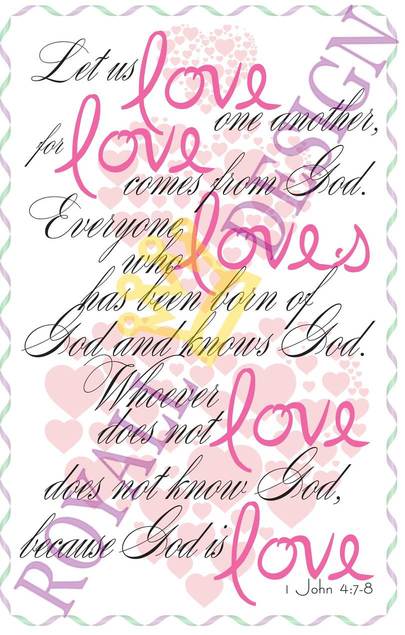 Let us love
one another,
for love
comes from God.
Everyone
who loves
has been born of
God and knows God.
Whoever
does not love
does not know God,
because God is love
1 John 4:7-8
ROYALE DESIGN